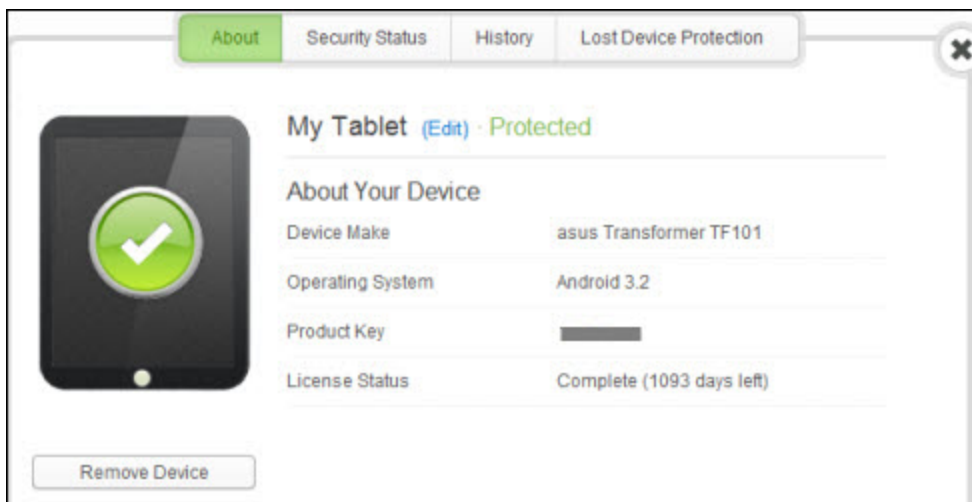 About Security Status History Lost Device Protection
My Tablet (Edit) · Protected
About Your Device
Device Make asus Transformer TF101
Operating System Android 3.2
Product Key
License Status Complete (1093 days left)
Remove Device